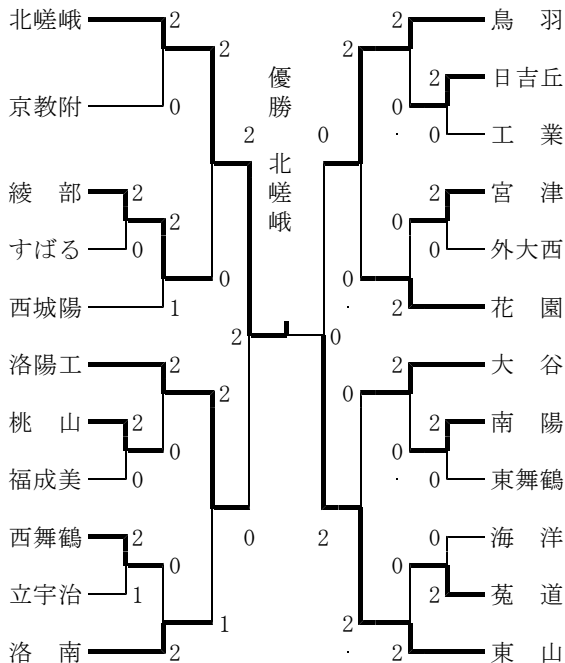 北嵯峨 2 2 鳥 羽
2 2
優勝 北嵯峨
2 日吉丘
京教附 0 0
0 工 業
2 0
綾 部 2 2 宮 津
2 0
すばる 0 0 外大西
0 0
西城陽 1 2 花 園
2 0
洛陽工 2 2 大 谷
2 0
桃 山 2 2 南 陽
0 0
福成美 0 0 東舞鶴
西舞鶴 2 0 2 0 海 洋
0 0
立宇治 1 2 菟 道
1 2
洛 南 2 2 東 山